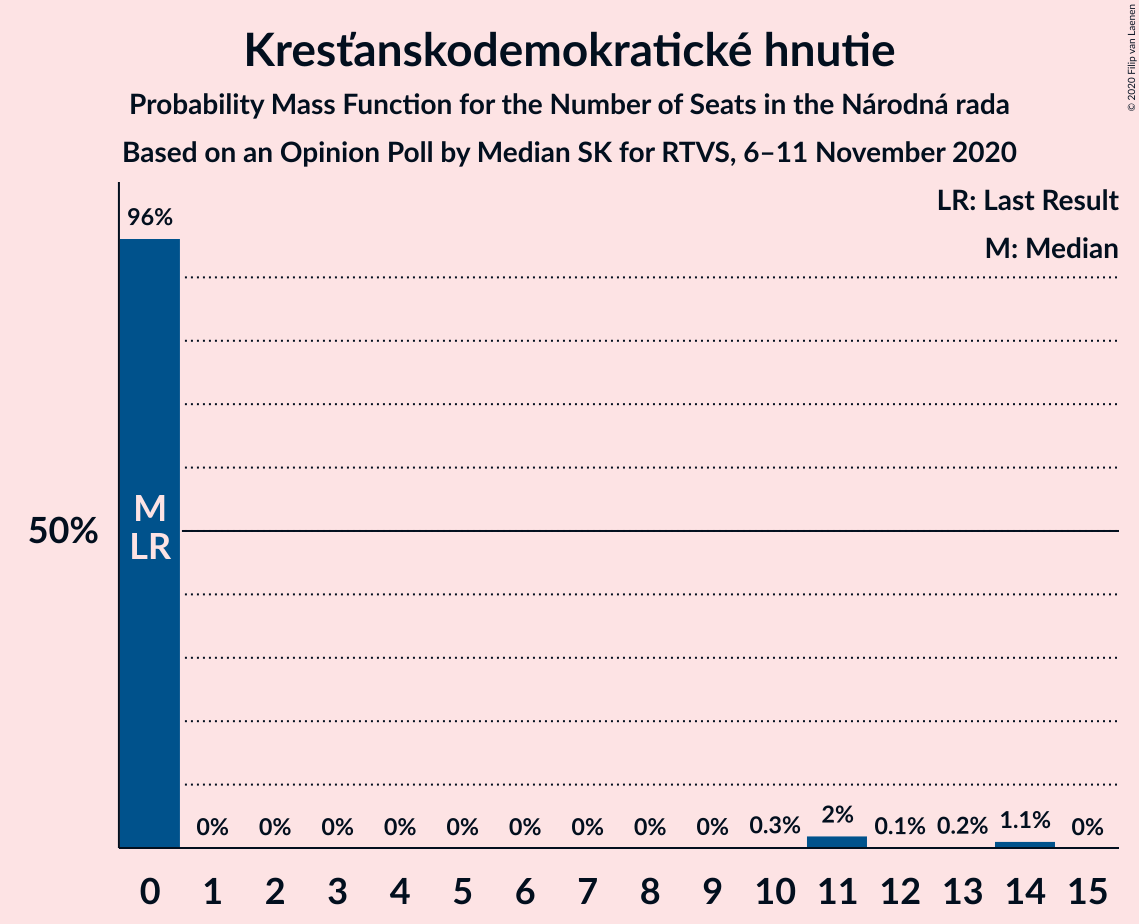 Kresťanskodemokratické hnutie
Probability Mass Function for the Number of Seats in the Národná rada
Based on an Opinion Poll by Median SK for RTVS, 6–11 November 2020
© 2020 Filip van Laenen
LR: Last Result
M: Median
96%
M
LR
50%
0% 0% 0% 0% 0% 0% 0% 0% 0% 0.3% 2% 0.1% 0.2% 1.1% 0%
0 1 2 3 4 5 6 7 8 9 10 11 12 13 14 15